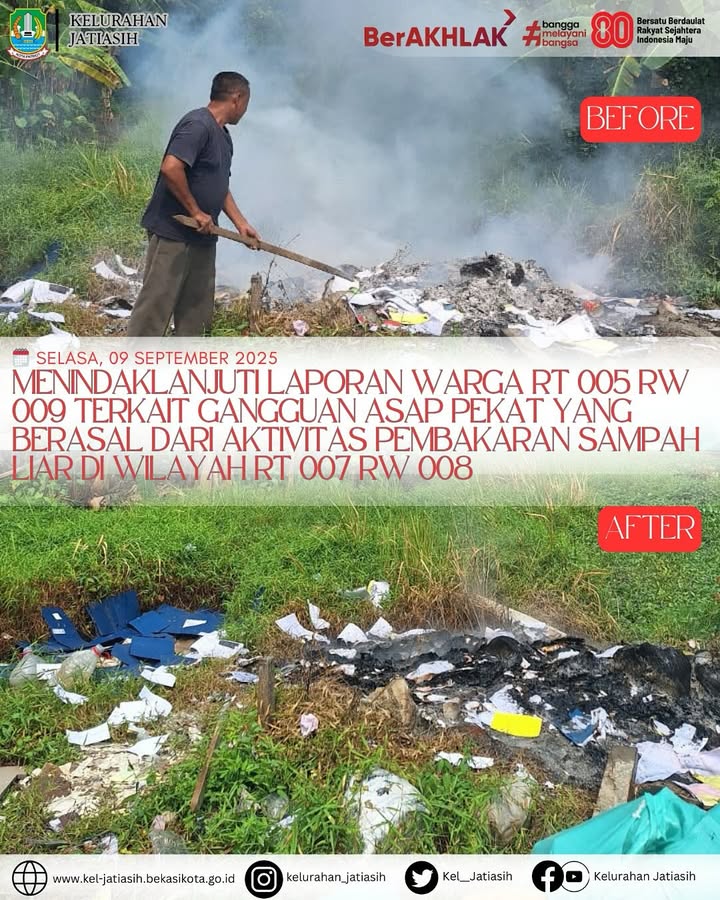 KELURAHAN
JATIASIH
BerAKHLAK
#bangga
melayani
bangsa
80
Bersatu Berdaulat
Rakyat Sejahtera
Indonesia Maju
BEFORE
SELASA, 09 SEPTEMBER 2025
MENINDAKLANJUTI LAPORAN WARGA RT 005 RW
009 TERKAIT GANGGUAN ASAP PEKAT YANG
BERASAL DARI AKTIVITAS PEMBAKARAN SAMPAH
LIAR DI WILAYAH RT 007 RW 008
AFTER
www.kel-jatiasih.bekasikota.go.id
kelurahan_jatiasih
Kel__Jatiasih
Kelurahan Jatiasih